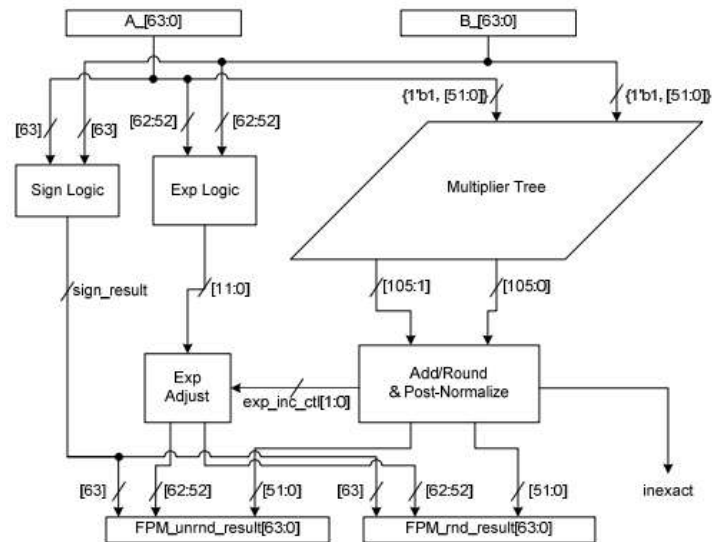 A_[63:0]
B_[63:0]
{1'b1, [51:0]}
{1'b1, [51:0]}
[63]
[63]
[62:52]
[62:52]
Sign Logic
Exp Logic
Multiplier Tree
sign_result
[11:0]
[105:1]
[105:0]
Exp
Adjust
exp_inc_ctl[1:0]
Add/Round
& Post-Normalize
[63]
[62:52]
[51:0]
[63]
[62:52]
[51:0]
inexact
FPM_unrnd_result[63:0]
FPM_rnd_result[63:0]